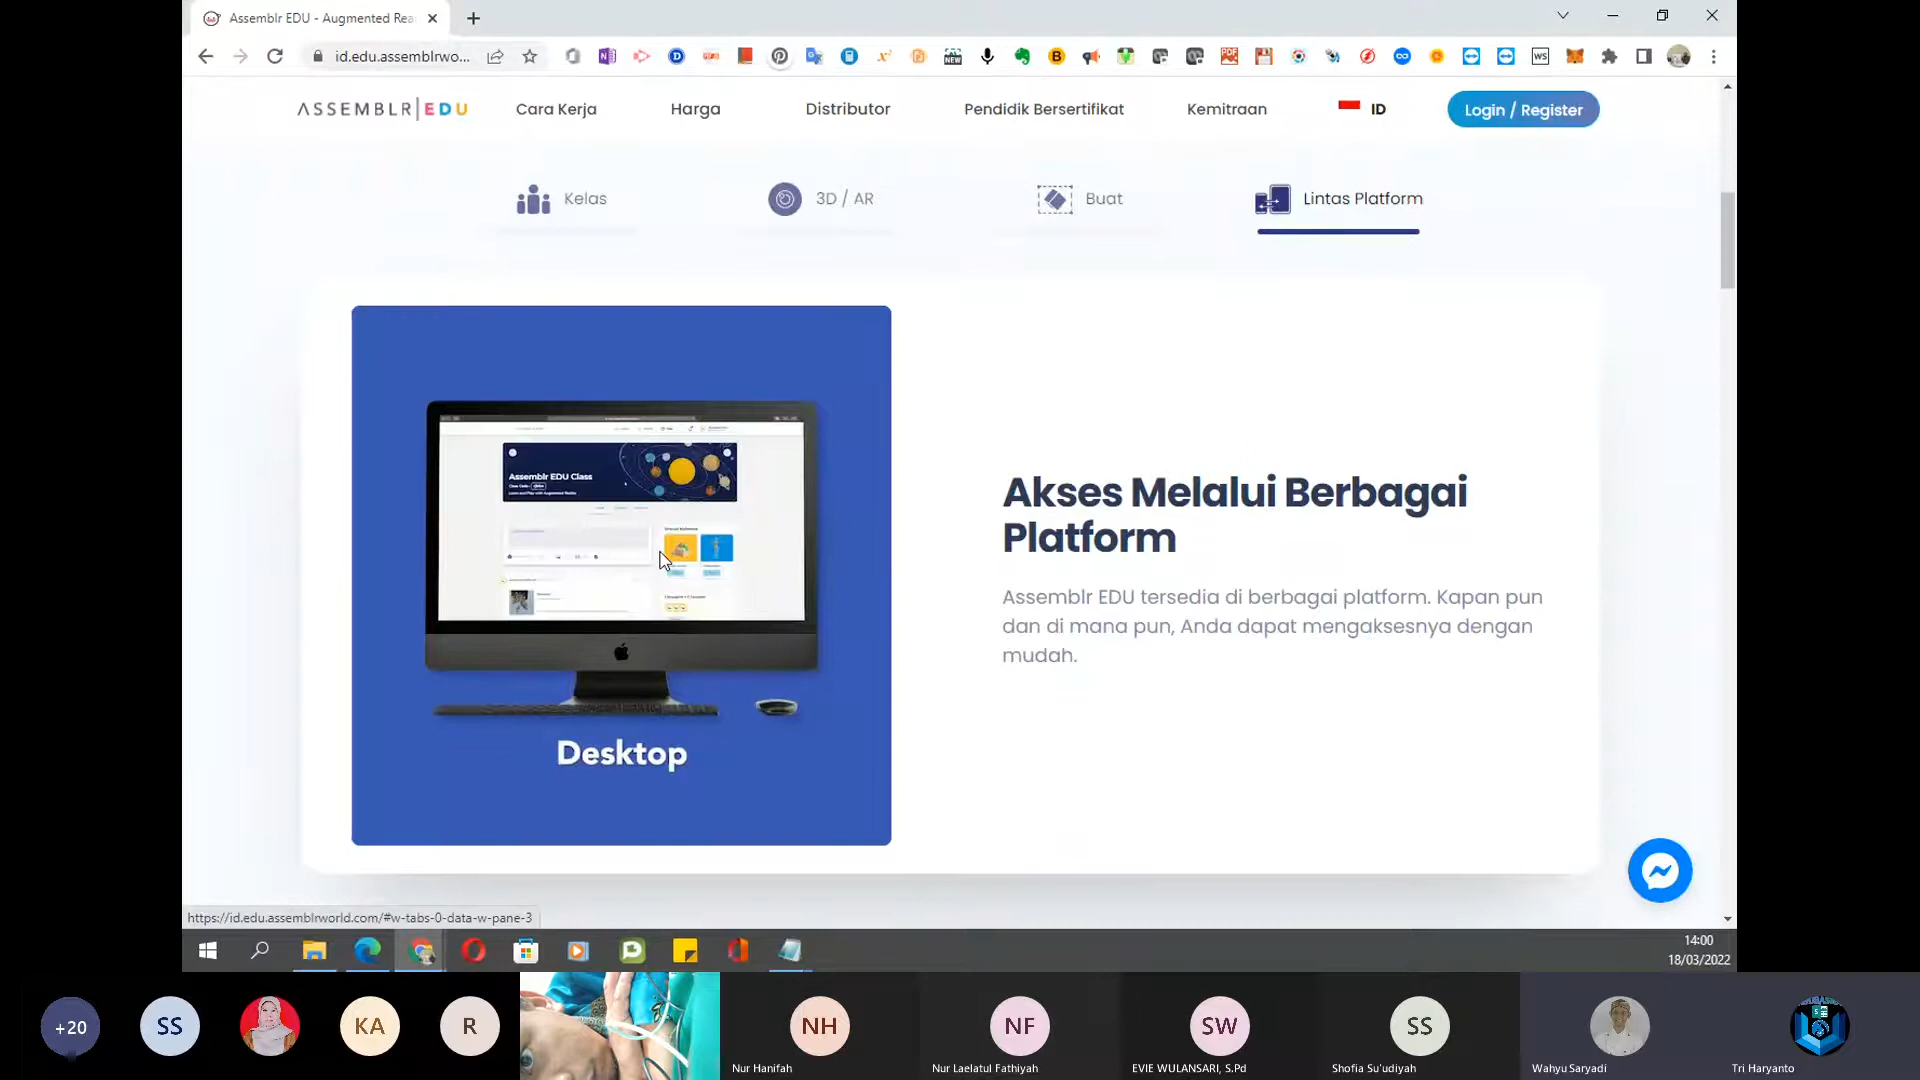 Assemblr EDU - Augmented Rea
id.edu.assemblrwo...
ASSEMBLR|EDU
Cara Kerja
Harga
Distributor
Pendidik Bersertifikat
Kemitraan
ID
Login / Register
Kelas
3D / AR
Buat
Lintas Platform
Assemblr EDU Class
Desktop
Akses Melalui Berbagai
Platform
Assemblr EDU tersedia di berbagai platform. Kapan pun
dan di mana pun, Anda dapat mengaksesnya dengan
mudah.
https://id.edu.assemblrworld.com/#w-tabs-0-data-w-pane-3
14:00
18/03/2022
+20
SS
KA
R
NH
Nur Hanifah
NF
Nur Laelatul Fathiyah
SW
EVIE WULANSARI, S.Pd
SS
Shofia Su'udiyah
Wahyu Saryadi
Tri Haryanto